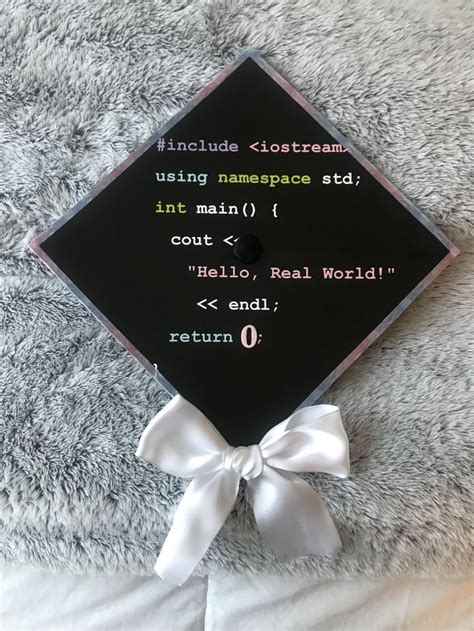 #include <iostream>
using namespace std;
int main() {
cout <<
"Hello, Real World!"
<< endl;
return 0;
}